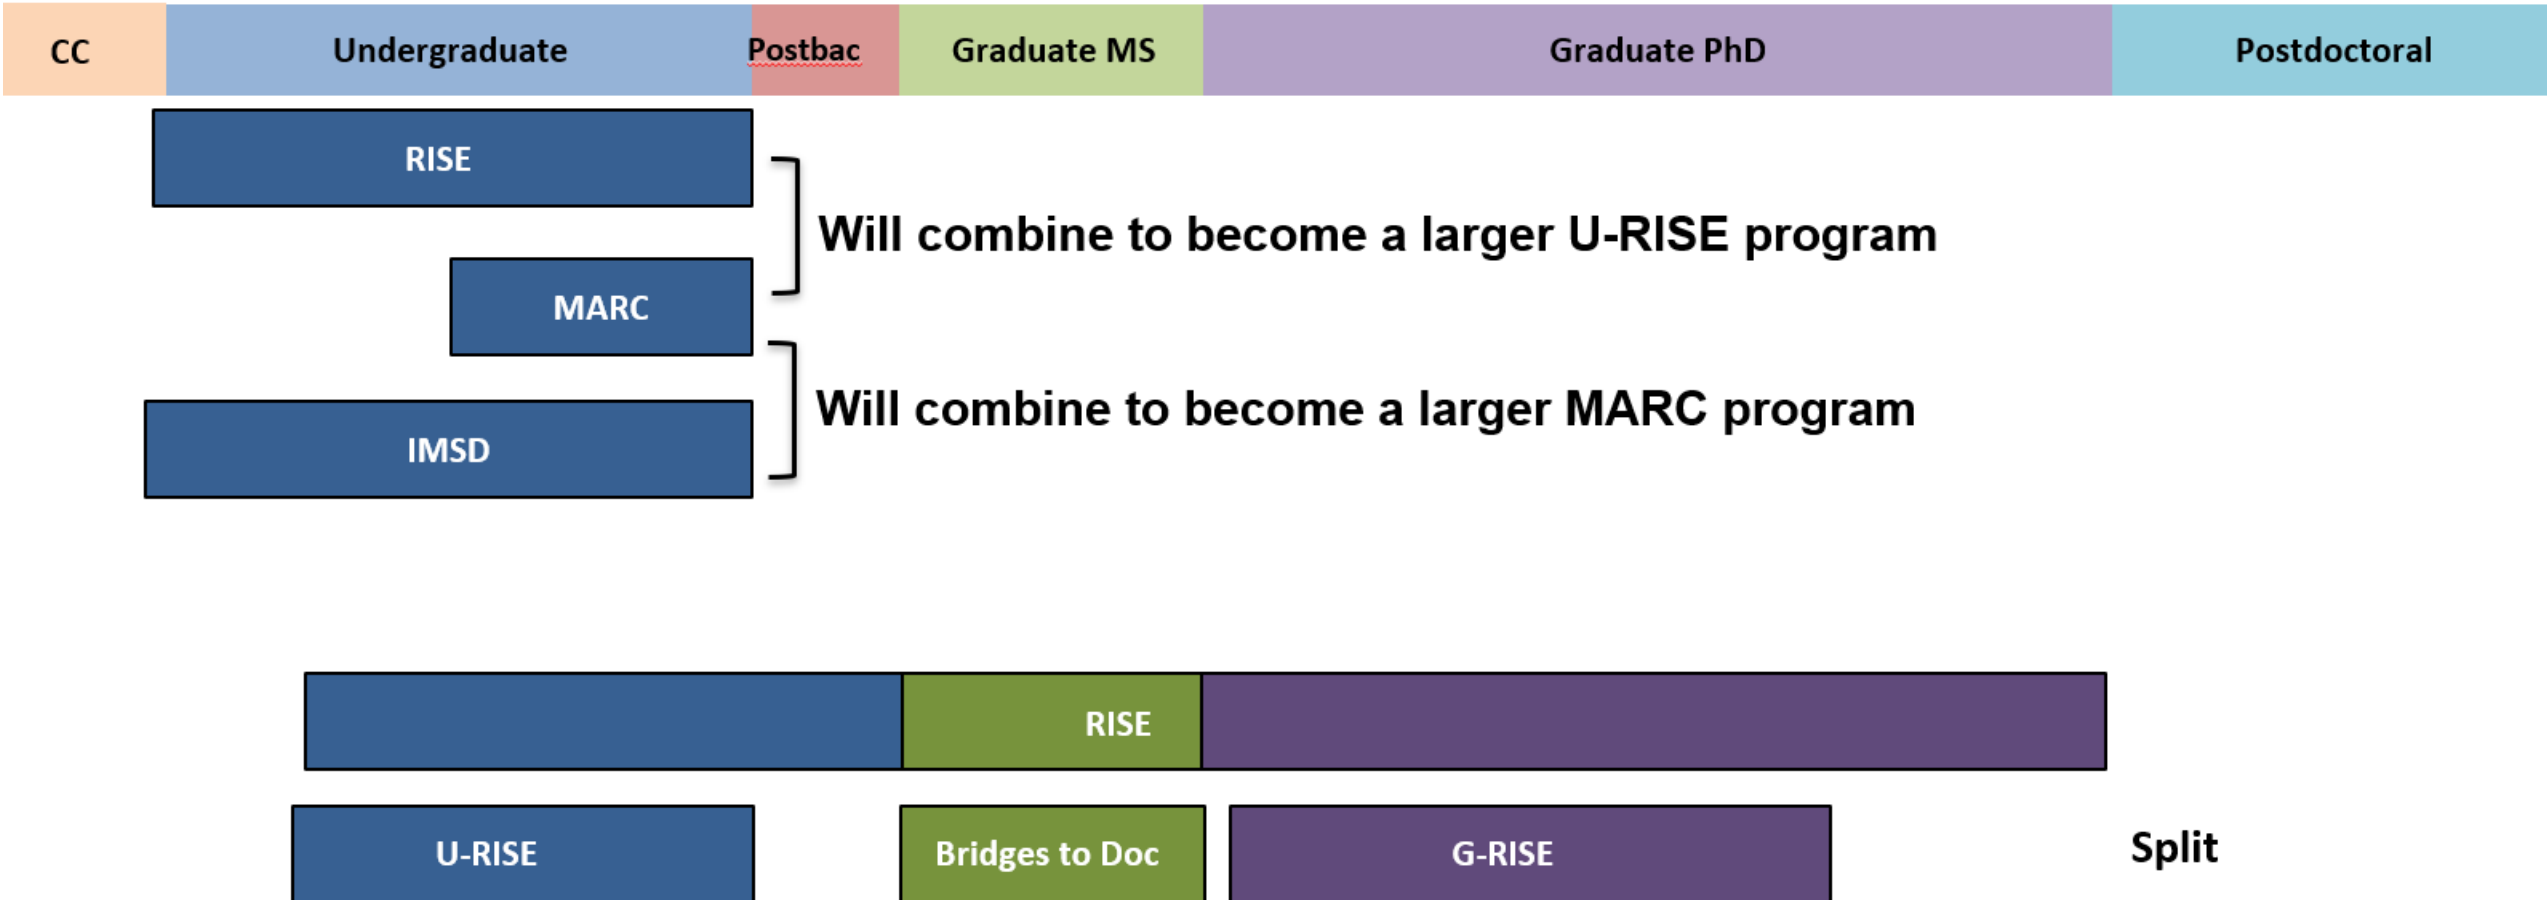 CC Undergraduate Postbac Graduate MS Graduate PhD Postdoctoral
RISE
Will combine to become a larger U-RISE program
MARC
Will combine to become a larger MARC program
IMSD
RISE
U-RISE Bridges to Doc G-RISE Split